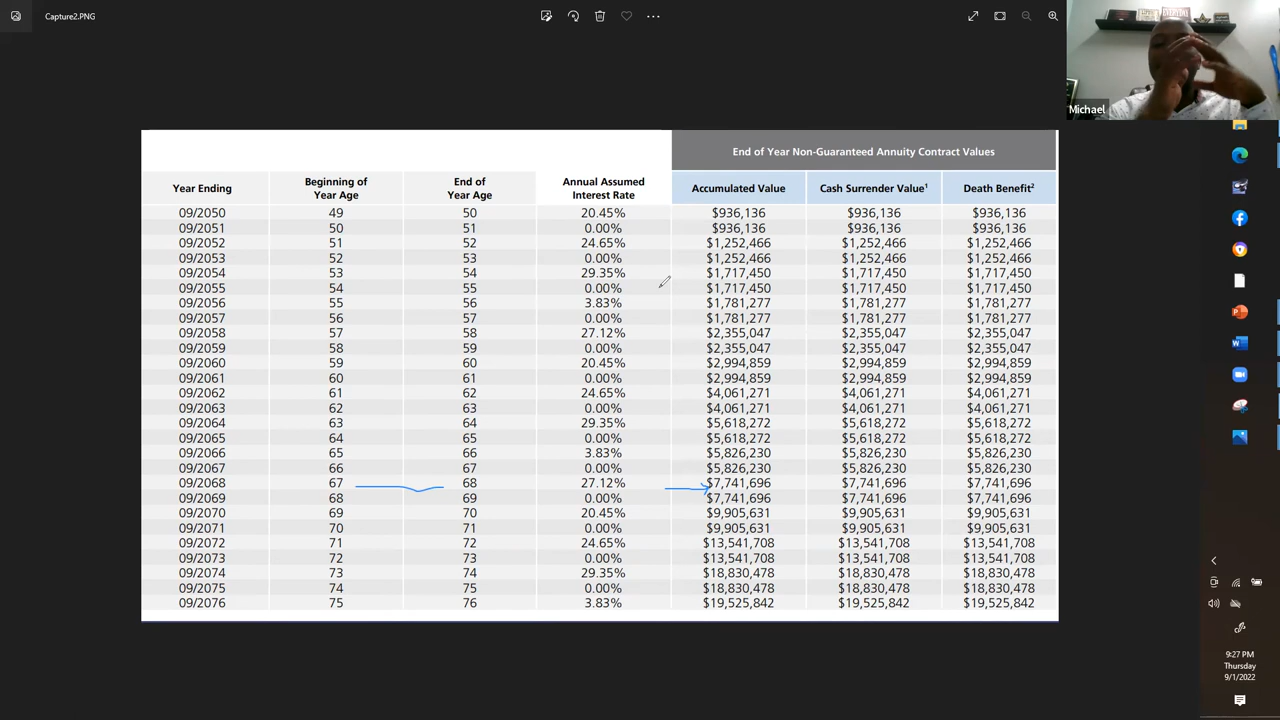 Capture2.PNG
EVERYDAY
Michael
End of Year Non-Guaranteed Annuity Contract Values
Year Ending Beginning of Year Age End of Year Age Annual Assumed Interest Rate Accumulated Value Cash Surrender Value¹ Death Benefit²
09/2050 49 50 20.45% $936,136 $936,136 $936,136
09/2051 50 51 0.00% $936,136 $936,136 $936,136
09/2052 51 52 24.65% $1,252,466 $1,252,466 $1,252,466
09/2053 52 53 0.00% $1,252,466 $1,252,466 $1,252,466
09/2054 53 54 29.35% $1,717,450 $1,717,450 $1,717,450
09/2055 54 55 0.00% $1,717,450 $1,717,450 $1,717,450
09/2056 55 56 3.83% $1,781,277 $1,781,277 $1,781,277
09/2057 56 57 0.00% $1,781,277 $1,781,277 $1,781,277
09/2058 57 58 27.12% $2,355,047 $2,355,047 $2,355,047
09/2059 58 59 0.00% $2,355,047 $2,355,047 $2,355,047
09/2060 59 60 20.45% $2,994,859 $2,994,859 $2,994,859
09/2061 60 61 0.00% $2,994,859 $2,994,859 $2,994,859
09/2062 61 62 24.65% $4,061,271 $4,061,271 $4,061,271
09/2063 62 63 0.00% $4,061,271 $4,061,271 $4,061,271
09/2064 63 64 29.35% $5,618,272 $5,618,272 $5,618,272
09/2065 64 65 0.00% $5,618,272 $5,618,272 $5,618,272
09/2066 65 66 3.83% $5,826,230 $5,826,230 $5,826,230
09/2067 66 67 0.00% $5,826,230 $5,826,230 $5,826,230
09/2068 67 68 27.12% $7,741,696 $7,741,696 $7,741,696
09/2069 68 69 0.00% $7,741,696 $7,741,696 $7,741,696
09/2070 69 70 20.45% $9,905,631 $9,905,631 $9,905,631
09/2071 70 71 0.00% $9,905,631 $9,905,631 $9,905,631
09/2072 71 72 24.65% $13,541,708 $13,541,708 $13,541,708
09/2073 72 73 0.00% $13,541,708 $13,541,708 $13,541,708
09/2074 73 74 29.35% $18,830,478 $18,830,478 $18,830,478
09/2075 74 75 0.00% $18,830,478 $18,830,478 $18,830,478
09/2076 75 76 3.83% $19,525,842 $19,525,842 $19,525,842
9:27 PM
Thursday
9/1/2022